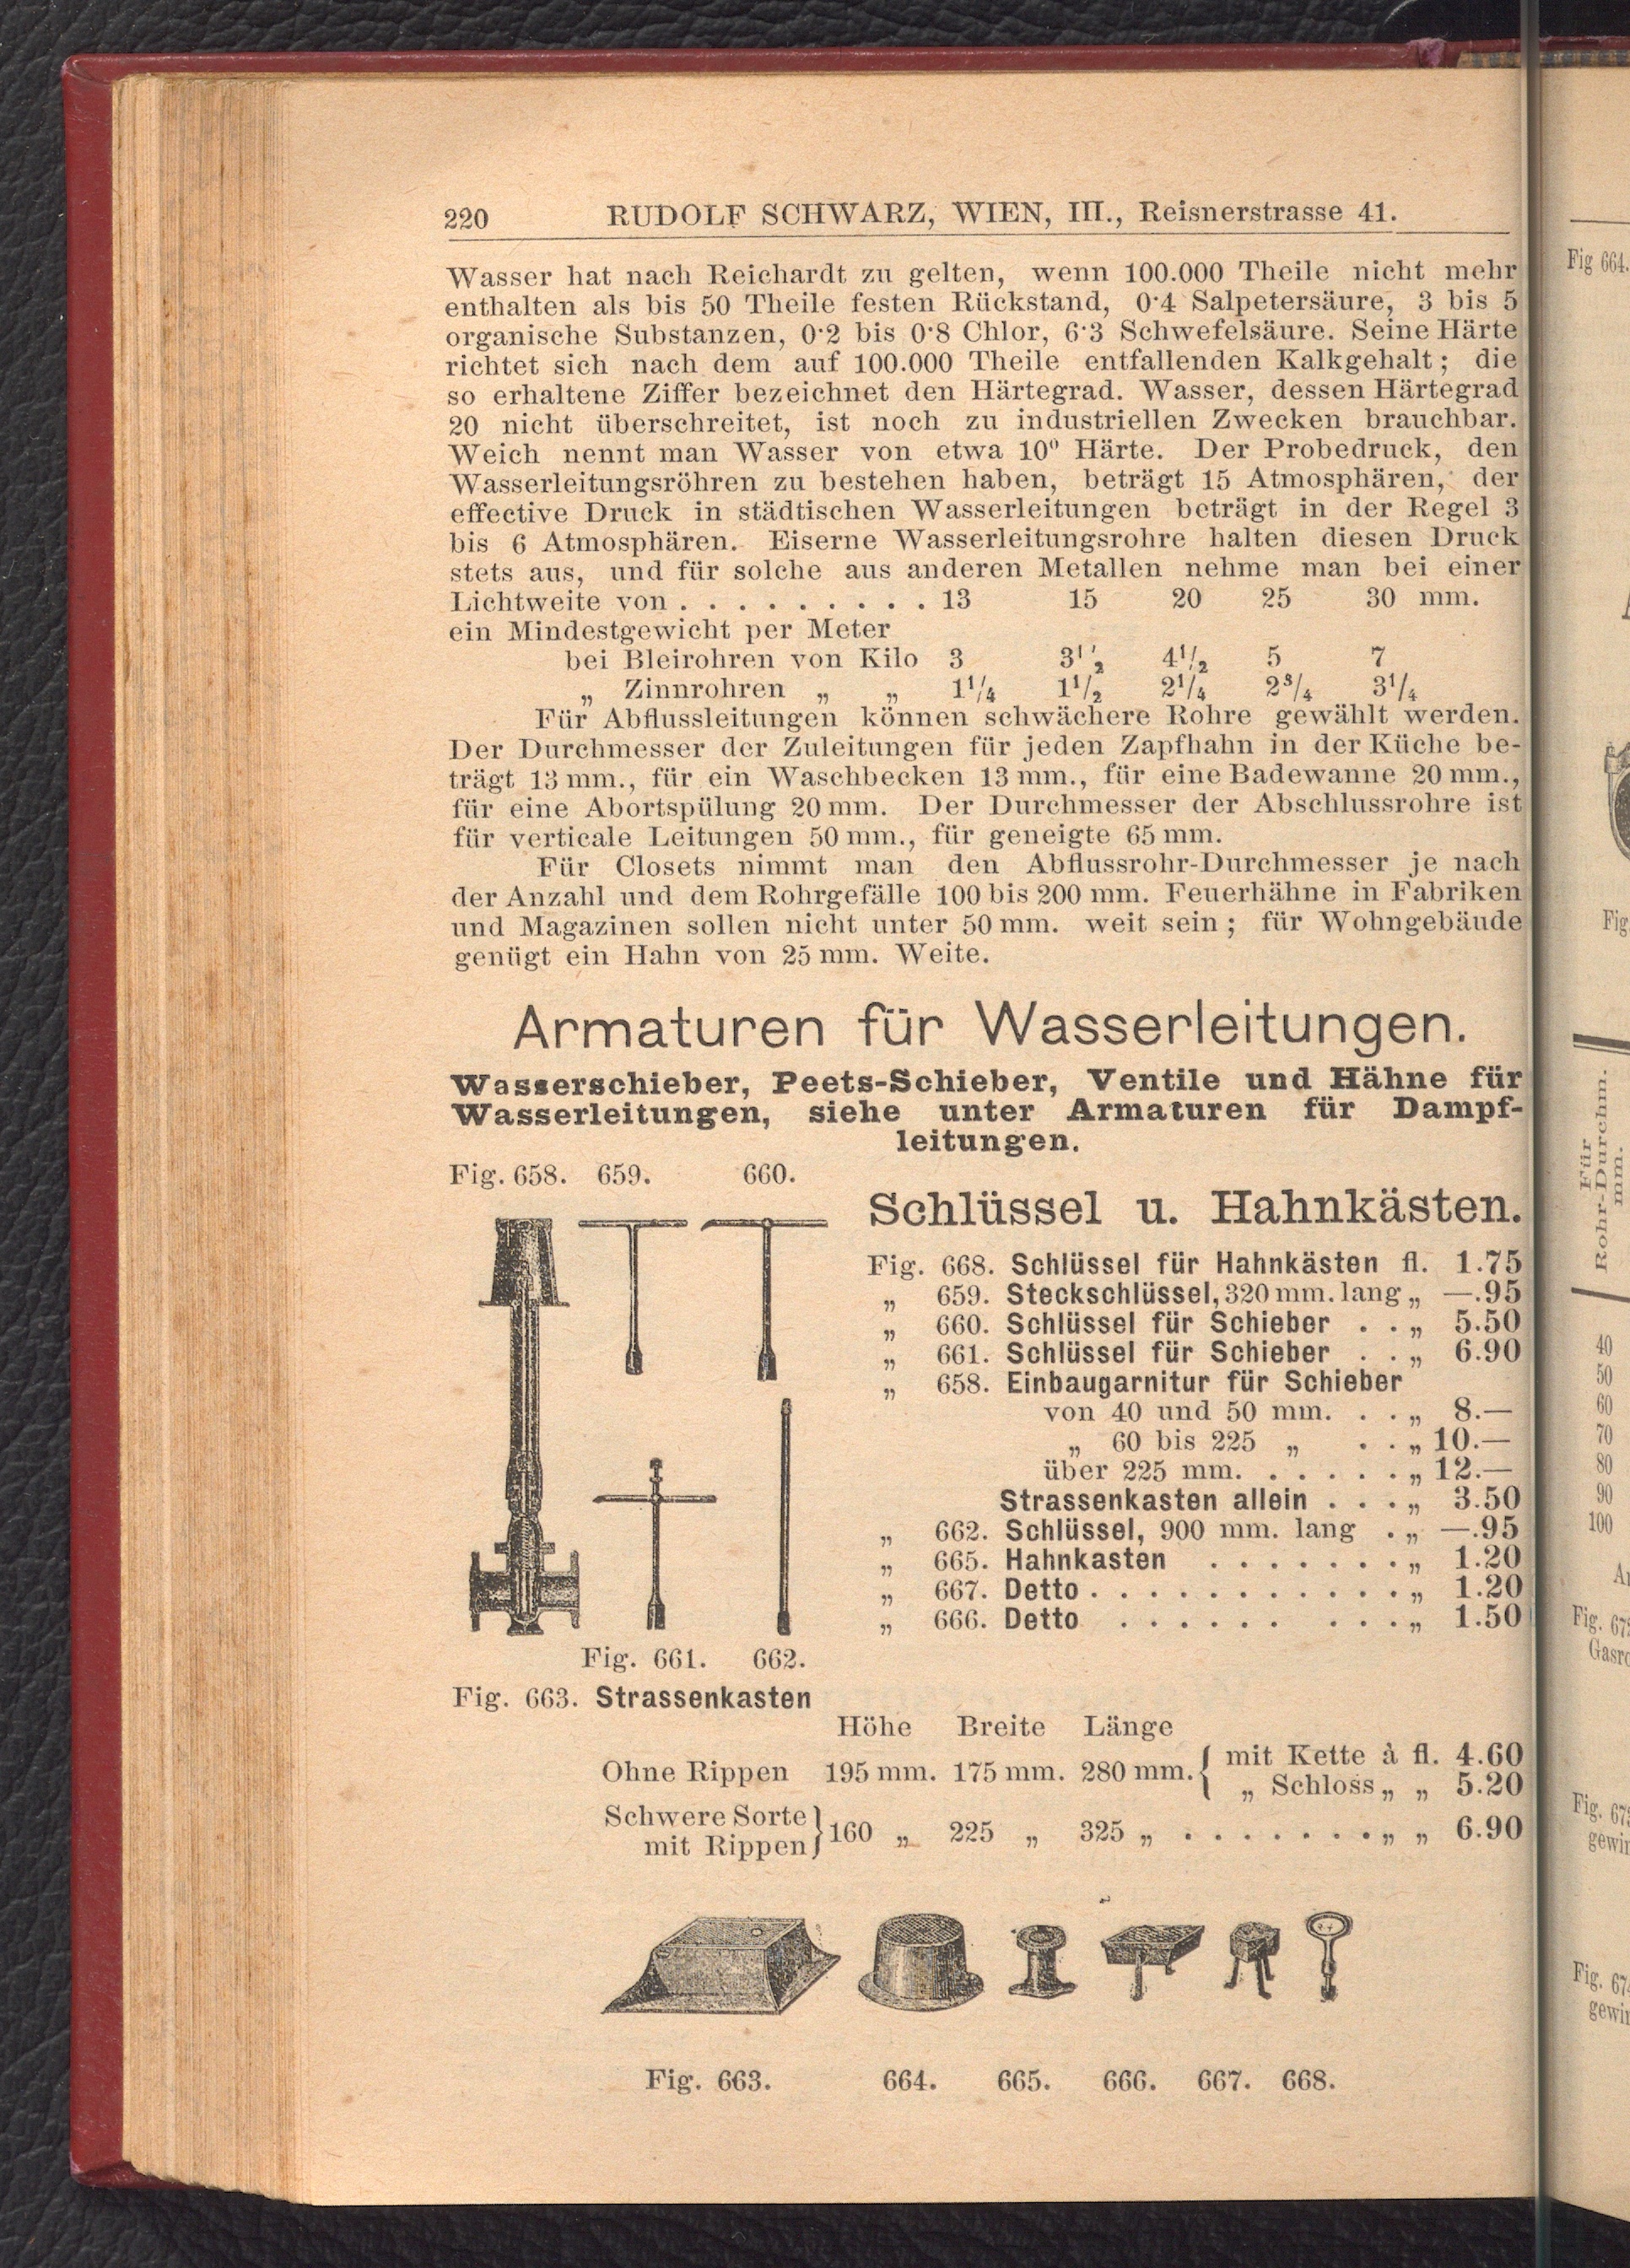 220 RUDOLF SCHWARZ, WIEN, III., Reisnerstrasse 41.
Wasser hat nach Reichardt zu gelten, wenn 100.000 Theile nicht mehr
enthalten als bis 50 Theile festen Rückstand, 0·4 Salpetersäure, 3 bis 5
organische Substanzen, 0·2 bis 0·8 Chlor, 6·3 Schwefelsäure. Seine Härte
richtet sich nach dem auf 100.000 Theile entfallenden Kalkgehalt; die
so erhaltene Ziffer bezeichnet den Härtegrad. Wasser, dessen Härtegrad
20 nicht überschreitet, ist noch zu industriellen Zwecken brauchbar.
Weich nennt man Wasser von etwa 10⁰ Härte. Der Probedruck, den
Wasserleitungsröhren zu bestehen haben, beträgt 15 Atmosphären, der
effective Druck in städtischen Wasserleitungen beträgt in der Regel 3
bis 6 Atmosphären. Eiserne Wasserleitungsrohre halten diesen Druck
stets aus, und für solche aus anderen Metallen nehme man bei einer
Lichtweite von . . . . . . . . . 13 15 20 25 30 mm.
ein Mindestgewicht per Meter
bei Bleirohren von Kilo 3 3¹/₂ 4¹/₂ 5 7
„ Zinnrohren „ „ 1¹/₄ 1¹/₂ 2¹/₄ 2³/₄ 3¹/₄
Für Abflussleitungen können schwächere Rohre gewählt werden.
Der Durchmesser der Zuleitungen für jeden Zapfhahn in der Küche be-
trägt 13 mm., für ein Waschbecken 13 mm., für eine Badewanne 20 mm.,
für eine Abortspülung 20 mm. Der Durchmesser der Abschlussrohre ist
für verticale Leitungen 50 mm., für geneigte 65 mm.
Für Closets nimmt man den Abflussrohr-Durchmesser je nach
der Anzahl und dem Rohrgefälle 100 bis 200 mm. Feuerhähne in Fabriken
und Magazinen sollen nicht unter 50 mm. weit sein; für Wohngebäude
genügt ein Hahn von 25 mm. Weite.
Armaturen für Wasserleitungen.
Wasserschieber, Peets-Schieber, Ventile und Hähne für
Wasserleitungen, siehe unter Armaturen für Dampf-
leitungen.
Fig. 658. 659. 660.
Schlüssel u. Hahnkästen.
Fig. 668. Schlüssel für Hahnkästen fl. 1.75
„ 659. Steckschlüssel, 320 mm. lang „ —.95
„ 660. Schlüssel für Schieber . . „ 5.50
„ 661. Schlüssel für Schieber . . „ 6.90
„ 658. Einbaugarnitur für Schieber
von 40 und 50 mm. . . „ 8.—
„ 60 bis 225 „ . . „ 10.—
über 225 mm. . . . . . „ 12.—
Strassenkasten allein . . . „ 3.50
„ 662. Schlüssel, 900 mm. lang . „ —.95
„ 665. Hahnkasten . . . . . . . „ 1.20
„ 667. Detto . . . . . . . . . . . „ 1.20
„ 666. Detto . . . . . . . . . „ 1.50
Fig. 661. 662.
Fig. 663. Strassenkasten
Höhe Breite Länge
Ohne Rippen 195 mm. 175 mm. 280 mm. { mit Kette à fl. 4.60
„ Schloss „ „ 5.20
Schwere Sorte
mit Rippen } 160 „ 225 „ 325 „ . . . . . . . „ „ 6.90
Fig. 663. 664. 665. 666. 667. 668.
Fig 664.
Fig
Für
Rohr-Durchm.
mm.
40
50
60
70
80
90
100
Fig.
Fig.
Fig.